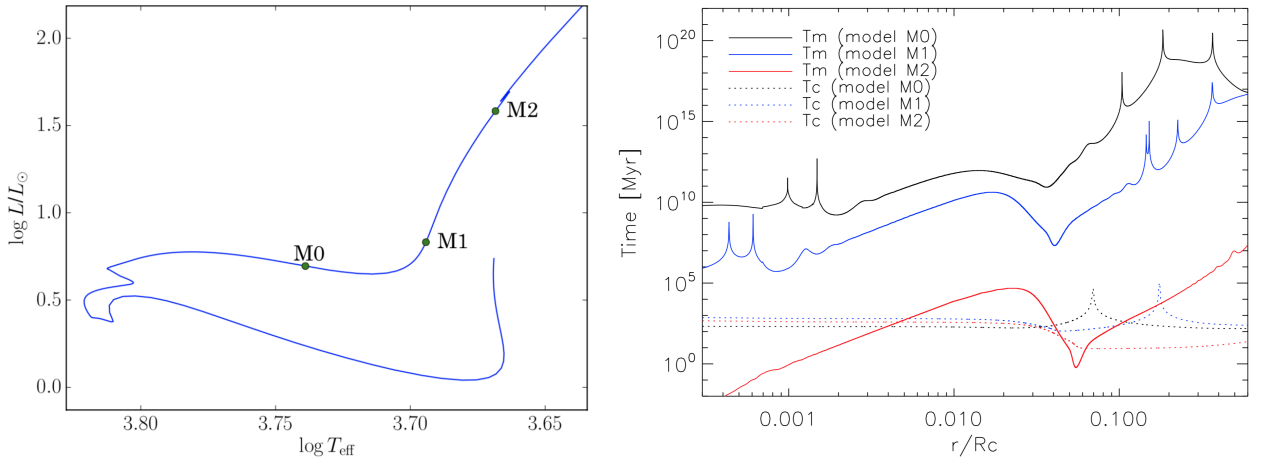 log L/L⊙
2.0
1.5
1.0
0.5
0.0
M0
M1
M2
3.80
3.75
3.70
3.65
log T_eff
Time [Myr]
10^20
10^15
10^10
10^5
10^0
Tm (model M0)
Tm (model M1)
Tm (model M2)
Tc (model M0)
Tc (model M1)
Tc (model M2)
0.001
0.010
0.100
r/Rc